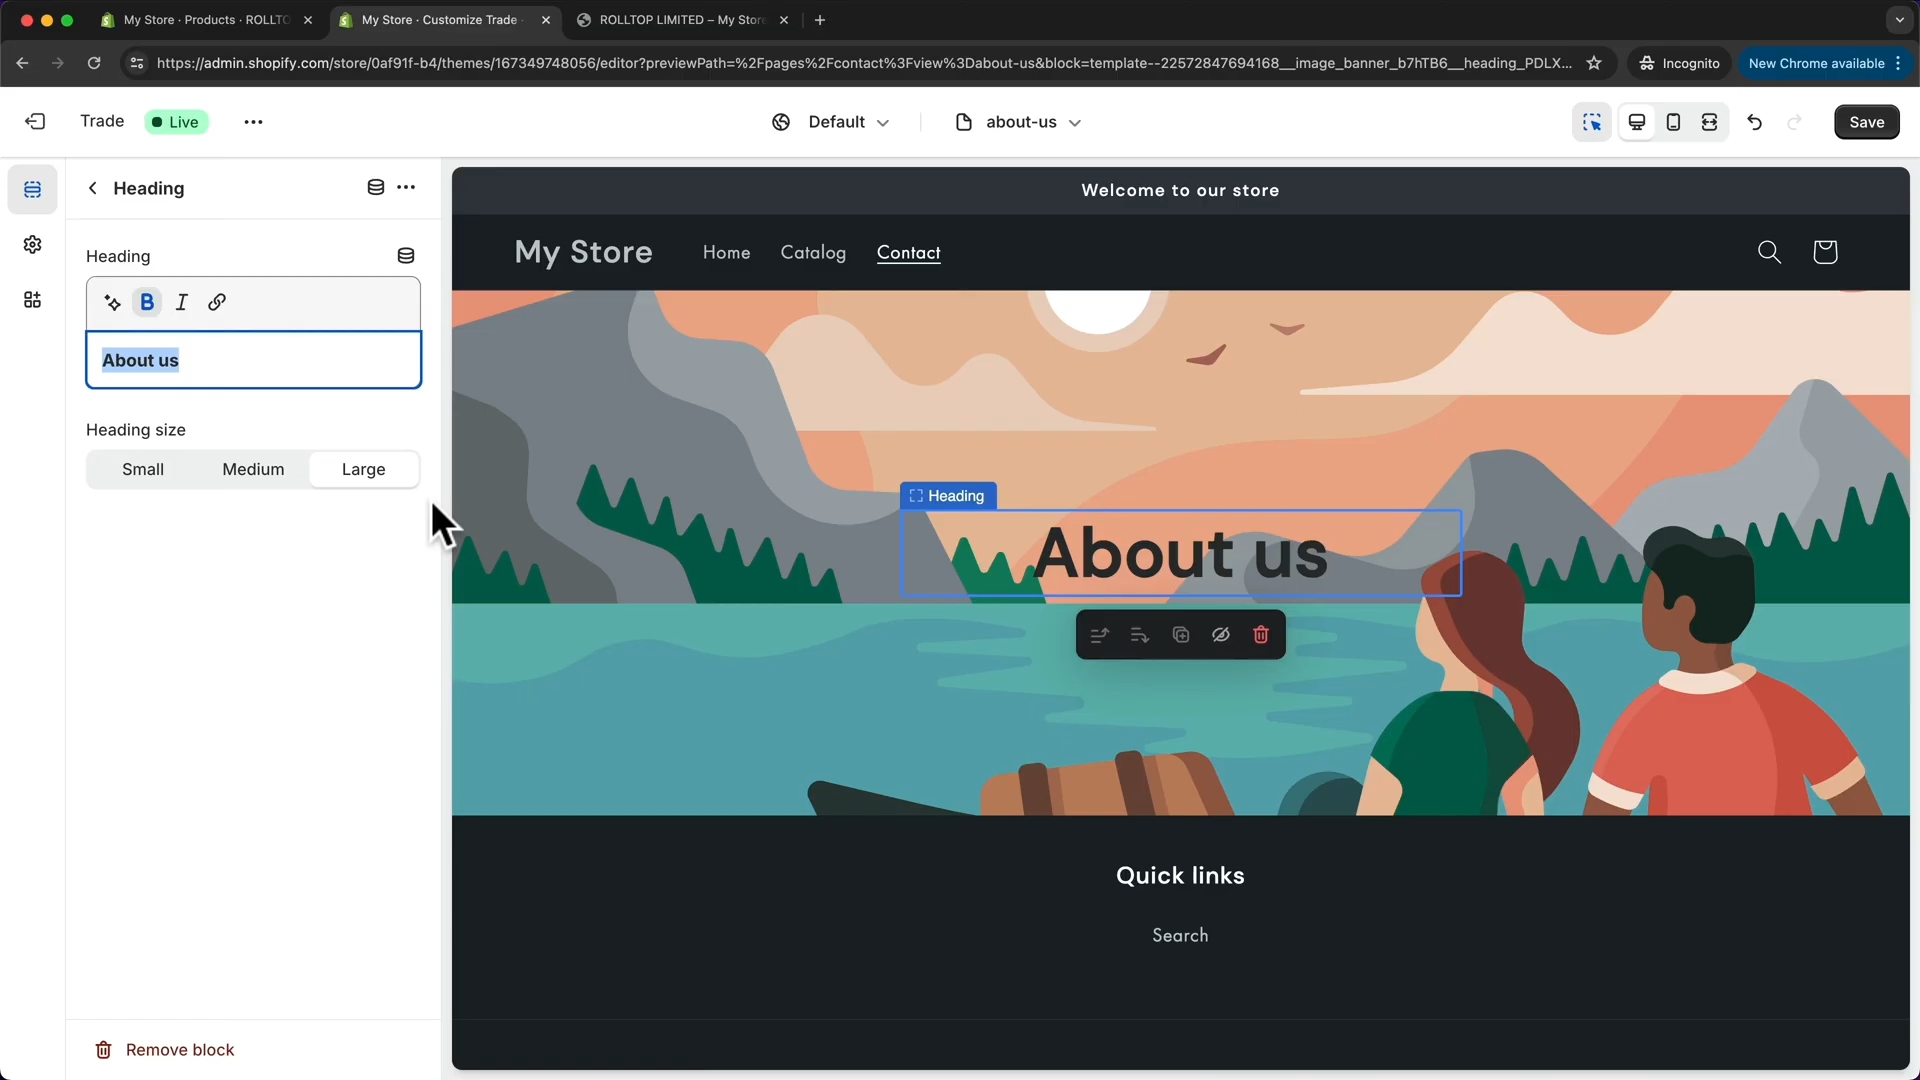 My Store · Products · ROLLTO
My Store · Customize Trade ·
ROLLTOP LIMITED – My Store
https://admin.shopify.com/store/0af91f-b4/themes/167349748056/editor?previewPath=%2Fpages%2Fcontact%3Fview%3Dabout-us&block=template--22572847694168__image_banner_b7hTB6__heading_PDLX...
Incognito
New Chrome available
Trade
Live
Default
about-us
Save
Heading
Heading
B I
About us
Heading size
Small
Medium
Large
Remove block
Welcome to our store
My Store
Home
Catalog
Contact
Heading
About us
Quick links
Search